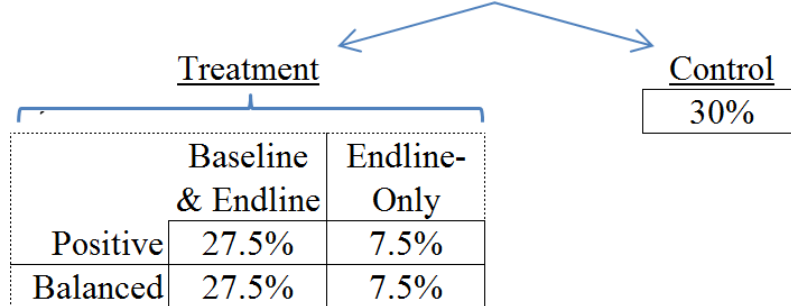 Treatment
Control
30%
Baseline
& Endline
Endline-
Only
Positive 27.5% 7.5%
Balanced 27.5% 7.5%